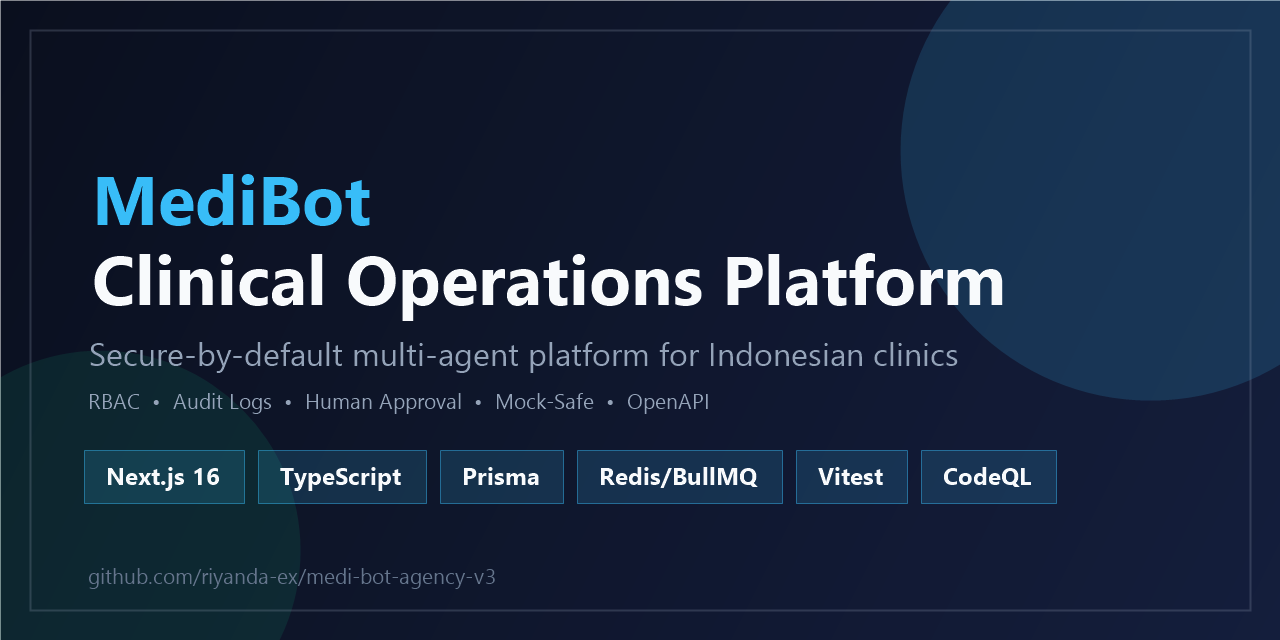 MediBot
Clinical Operations Platform
Secure-by-default multi-agent platform for Indonesian clinics
RBAC • Audit Logs • Human Approval • Mock-Safe • OpenAPI
Next.js 16 TypeScript Prisma Redis/BullMQ Vitest CodeQL
github.com/riyanda-ex/medi-bot-agency-v3